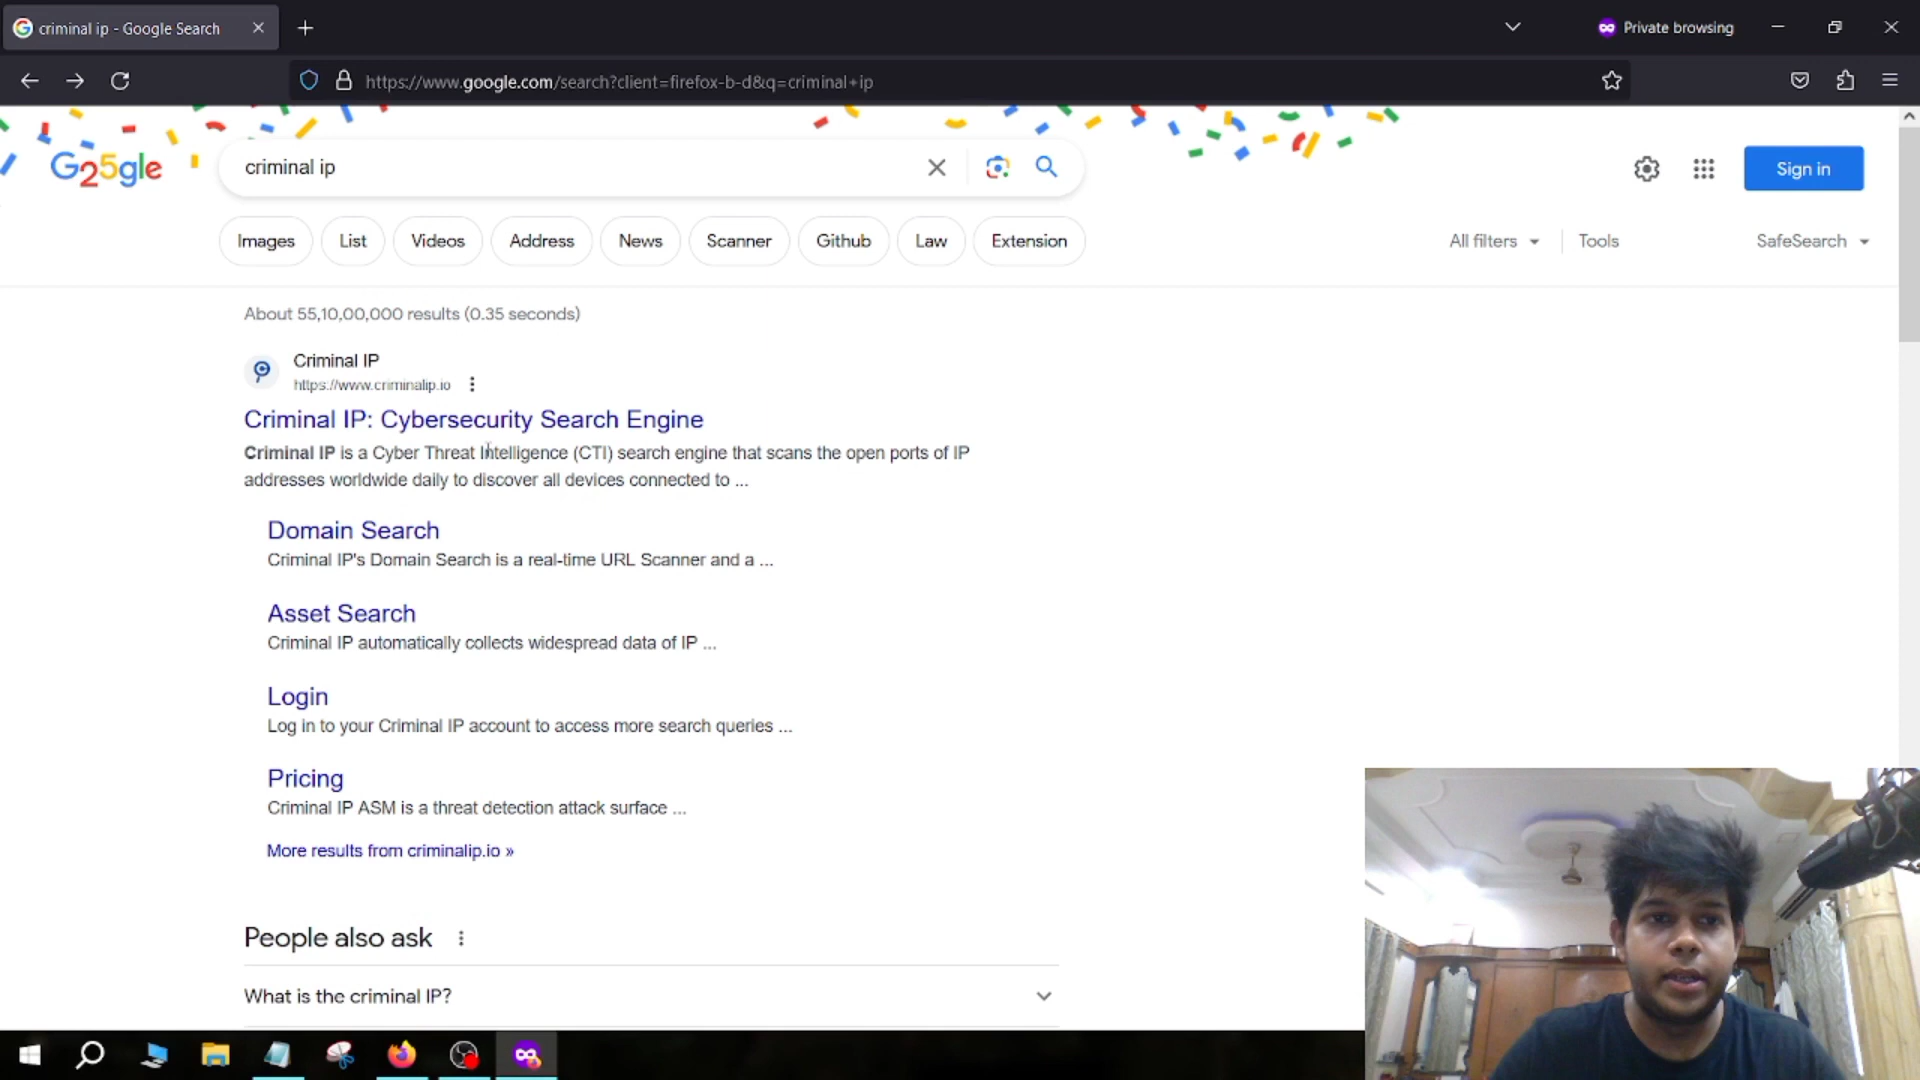 criminal ip - Google Search
Private browsing
https://www.google.com/search?client=firefox-b-d&q=criminal+ip
G25gle
criminal ip
Sign in
Images
List
Videos
Address
News
Scanner
Github
Law
Extension
All filters
Tools
SafeSearch
About 55,10,00,000 results (0.35 seconds)
Criminal IP
https://www.criminalip.io
Criminal IP: Cybersecurity Search Engine
Criminal IP is a Cyber Threat Intelligence (CTI) search engine that scans the open ports of IP
addresses worldwide daily to discover all devices connected to ...
Domain Search
Criminal IP's Domain Search is a real-time URL Scanner and a ...
Asset Search
Criminal IP automatically collects widespread data of IP ...
Login
Log in to your Criminal IP account to access more search queries ...
Pricing
Criminal IP ASM is a threat detection attack surface ...
More results from criminalip.io »
People also ask
What is the criminal IP?